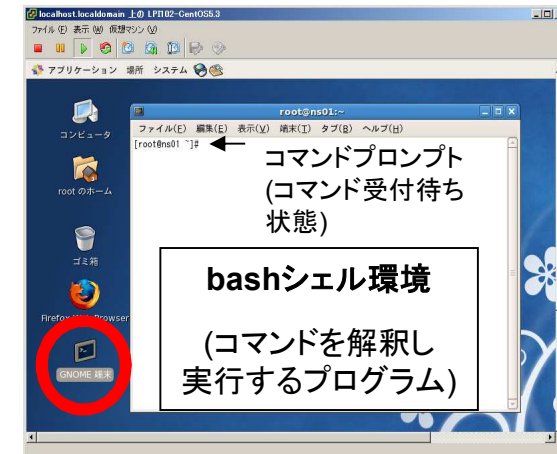 localhost.localdomain 上の LPI102-CentOS5.3
ファイル (F) 表示 (W) 仮想マシン (V)
アプリケーション 場所 システム
root@ns01:~
ファイル(F) 編集(E) 表示(V) 端末(T) タブ(B) ヘルプ(H)
[root@ns01 ~]#
コマンドプロンプト
(コマンド受付待ち
状態)
コンピュータ
root のホーム
ゴミ箱
Firefox Web Browser
GNOME 端末
bashシェル環境
(コマンドを解釈し
実行するプログラム)